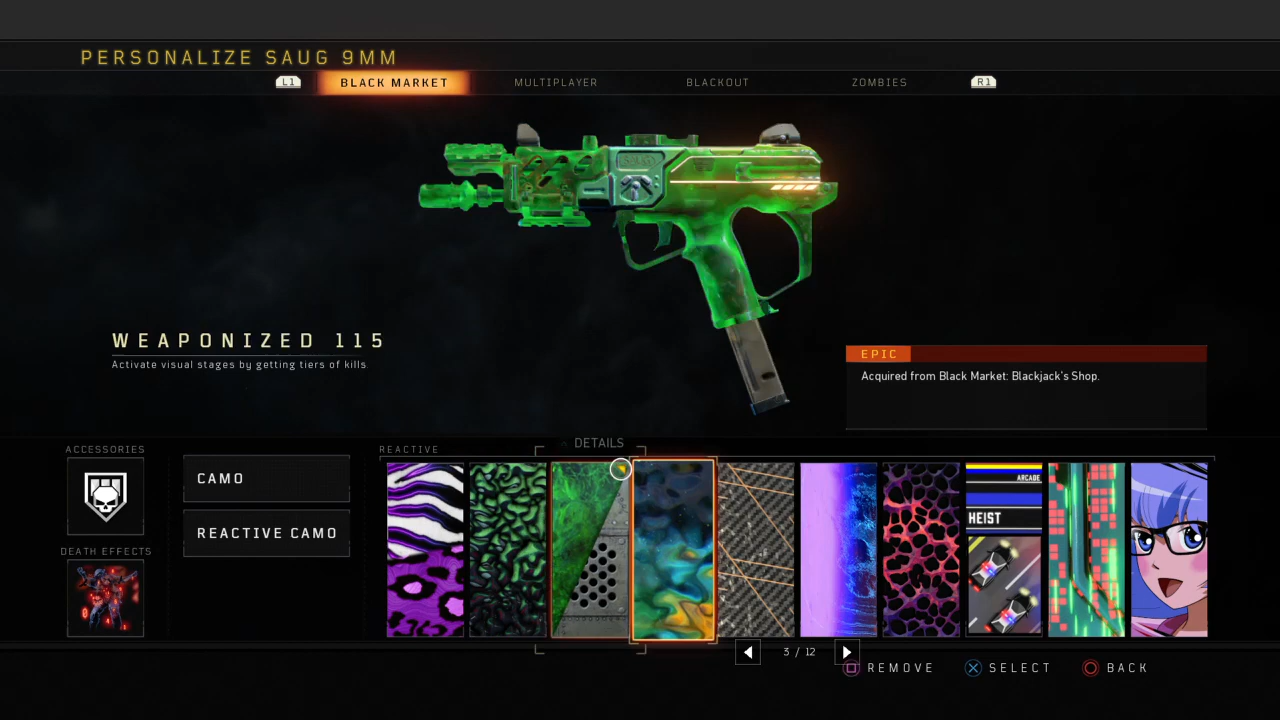 PERSONALIZE SAUG 9MM
L1
BLACK MARKET
MULTIPLAYER
BLACKOUT
ZOMBIES
R1
SAUG
WEAPONIZED 115
Activate visual stages by getting tiers of kills.
EPIC
Acquired from Black Market: Blackjack's Shop.
DETAILS
ACCESSORIES
REACTIVE
CAMO
REACTIVE CAMO
DEATH EFFECTS
ARCADE
HEIST
3 / 12
REMOVE
SELECT
BACK